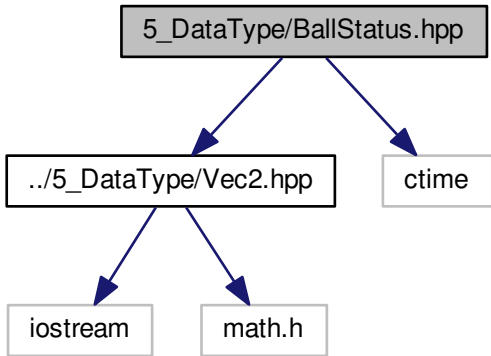 5_DataType/BallStatus.hpp
../5_DataType/Vec2.hpp
ctime
iostream
math.h